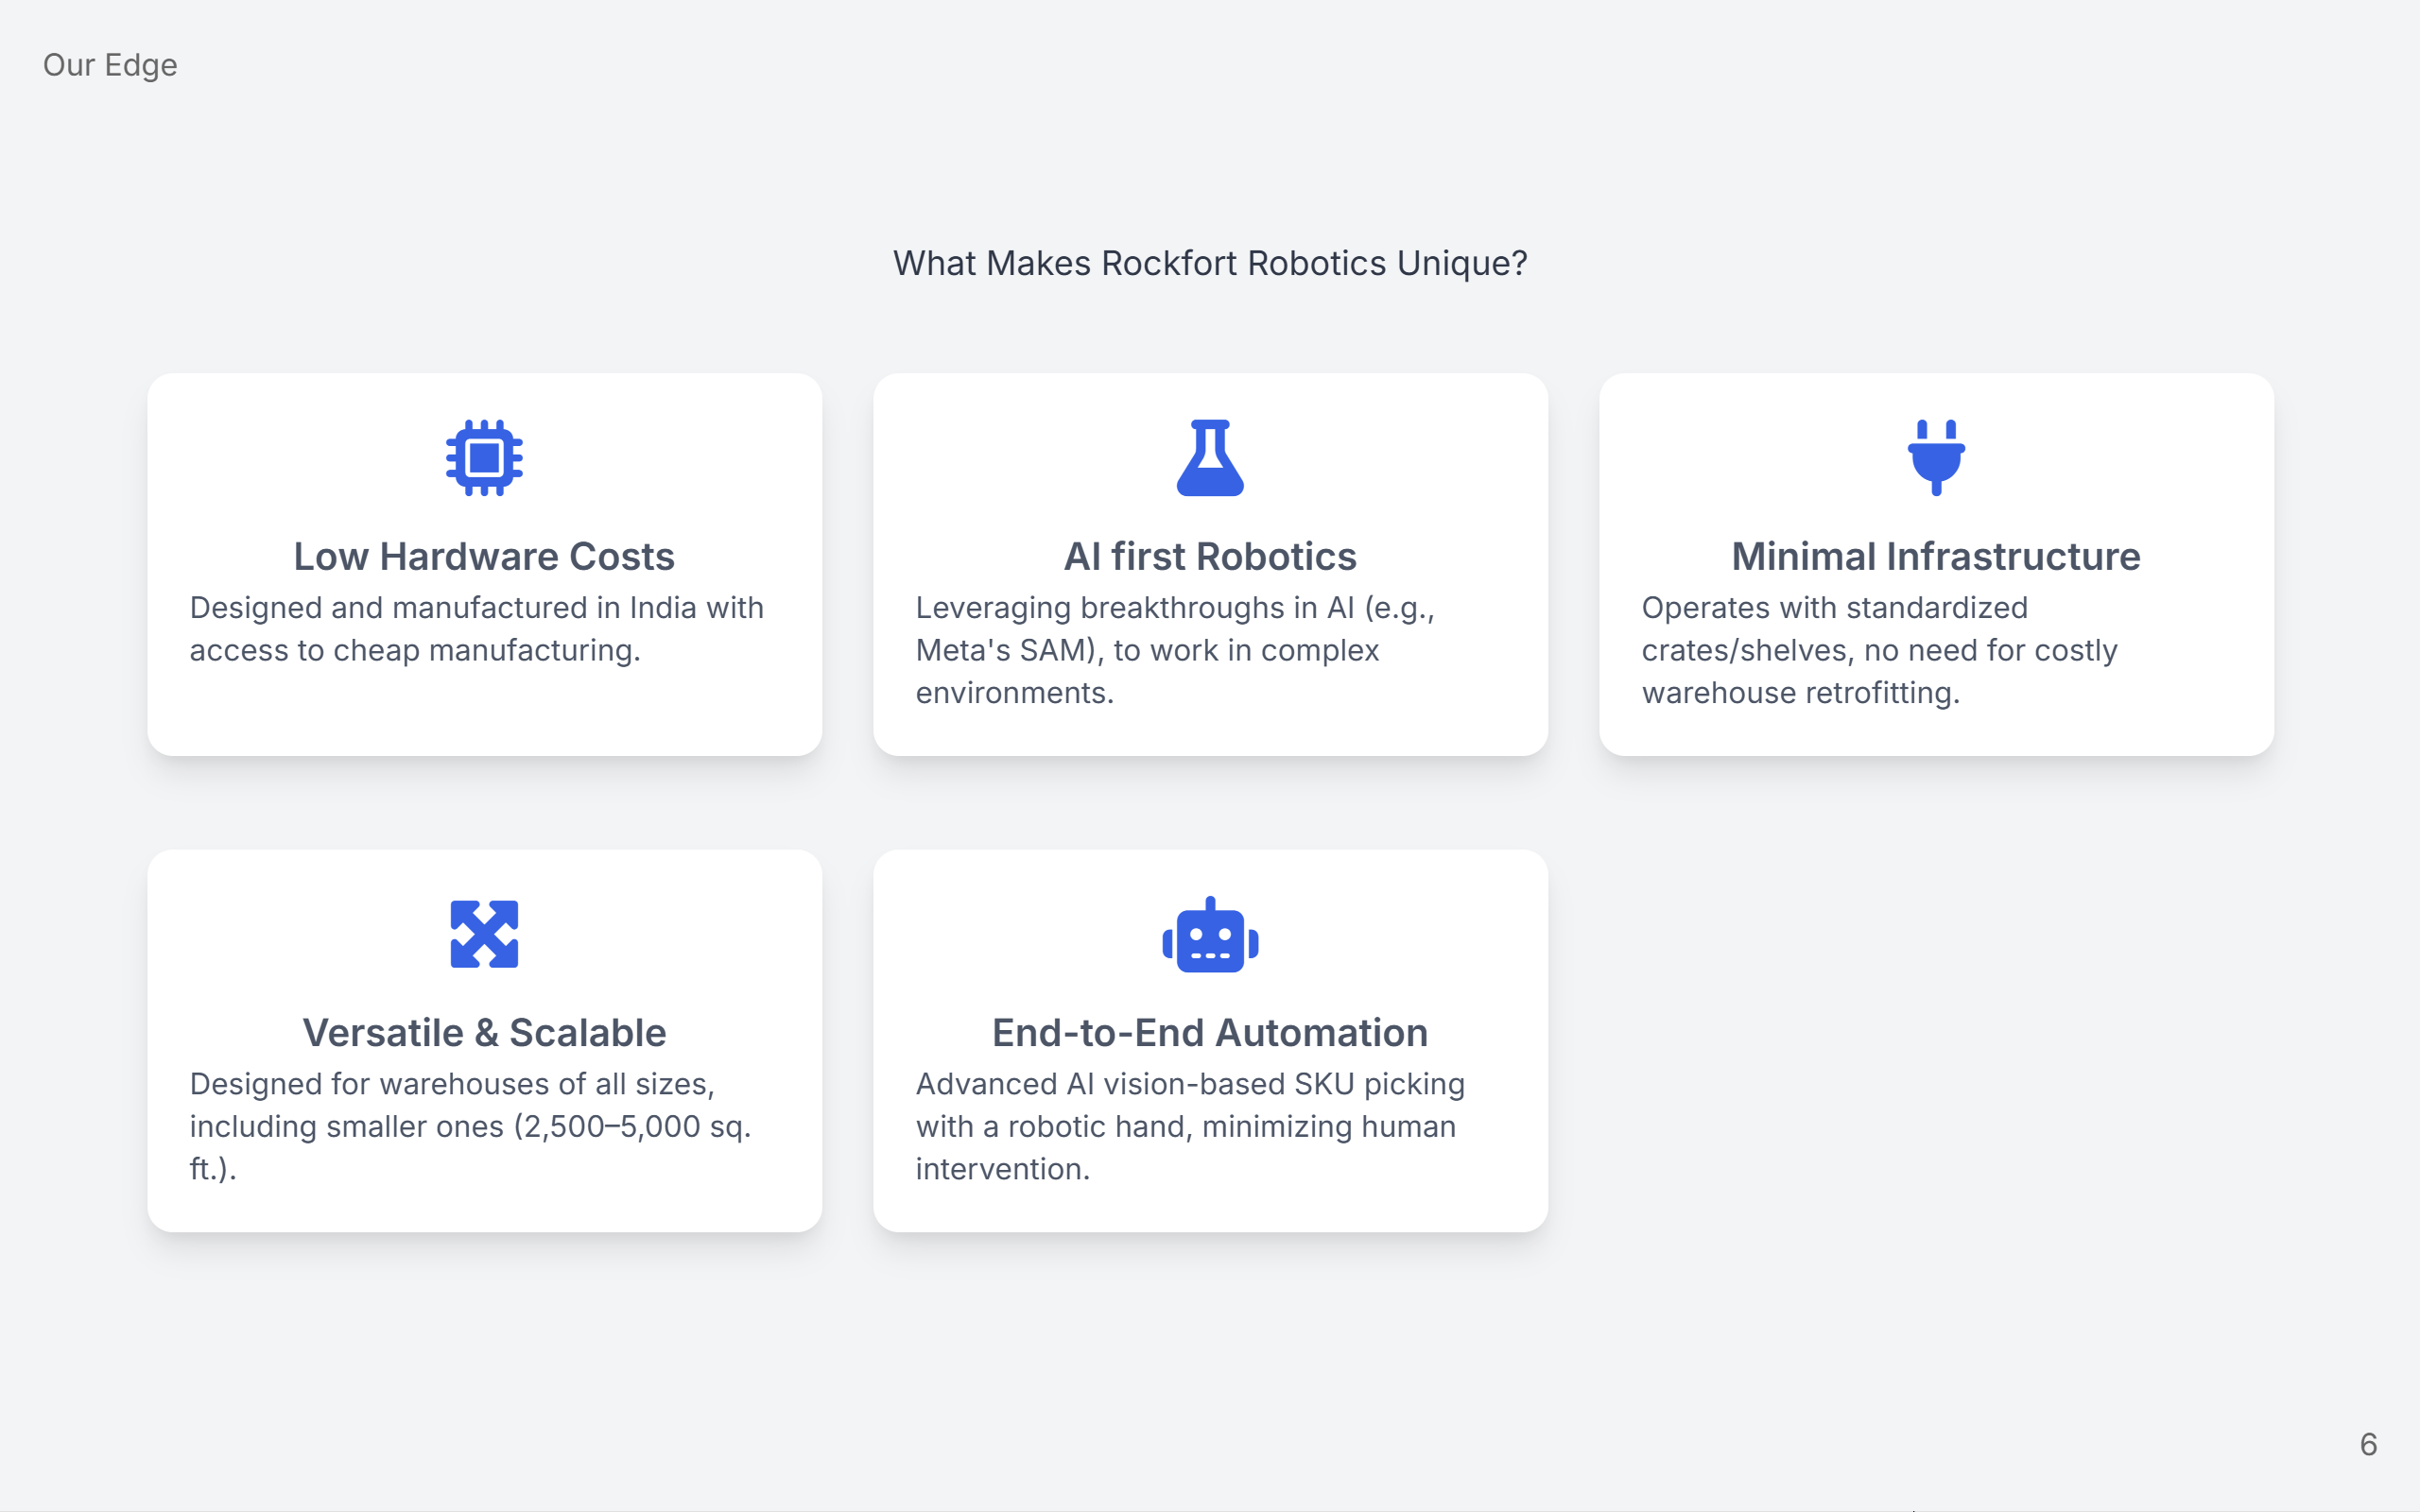 Our Edge
What Makes Rockfort Robotics Unique?
Low Hardware Costs
Designed and manufactured in India with
access to cheap manufacturing.
AI first Robotics
Leveraging breakthroughs in AI (e.g.,
Meta's SAM), to work in complex
environments.
Minimal Infrastructure
Operates with standardized
crates/shelves, no need for costly
warehouse retrofitting.
Versatile & Scalable
Designed for warehouses of all sizes,
including smaller ones (2,500–5,000 sq.
ft.).
End-to-End Automation
Advanced AI vision-based SKU picking
with a robotic hand, minimizing human
intervention.
6